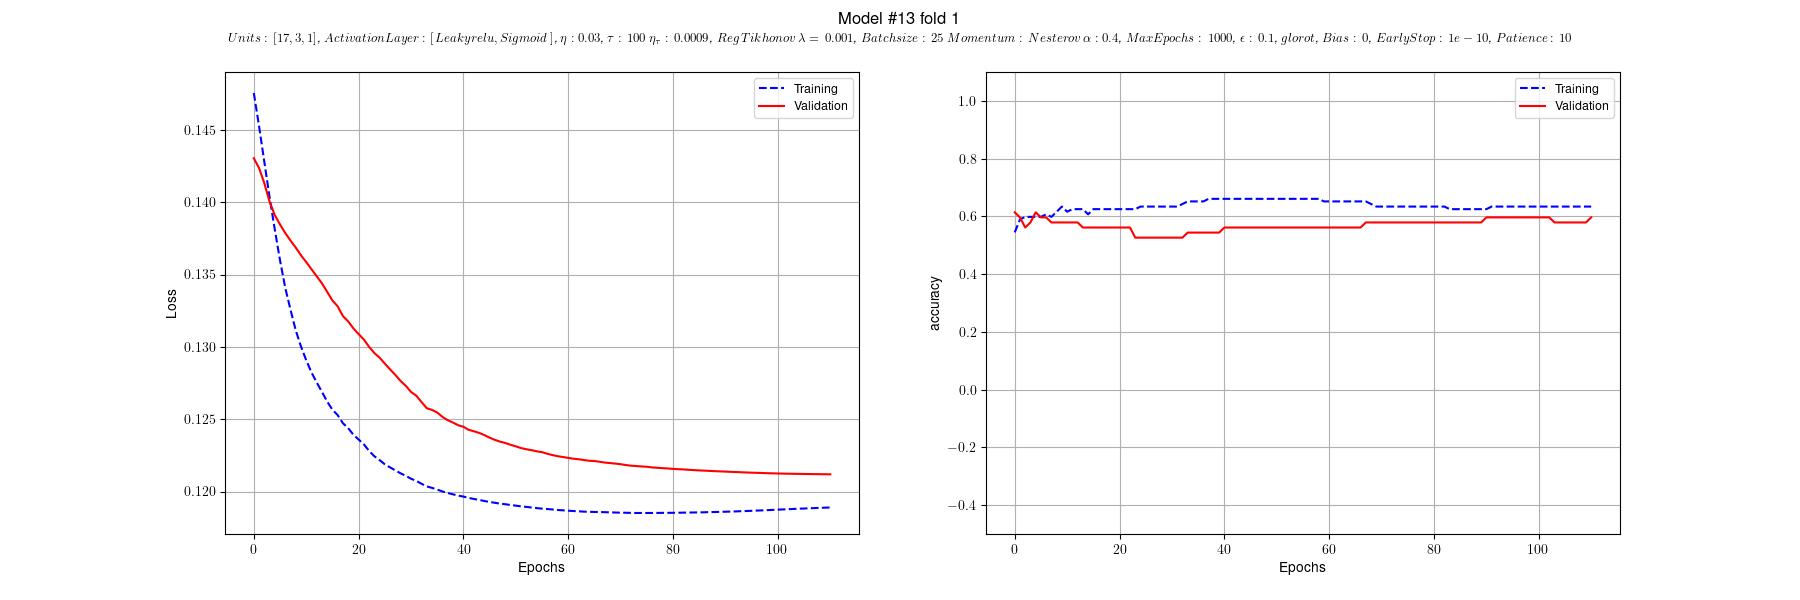 Model #13 fold 1
Units : [17, 3, 1], ActivationLayer : [Leakyrelu, Sigmoid ], η : 0.03, τ : 100 ητ : 0.0009, RegTikhonov λ = 0.001, Batchsize : 25 Momentum : Nesterov α : 0.4, MaxEpochs : 1000, ϵ : 0.1, glorot, Bias : 0, EarlyStop : 1e − 10, Patience : 10
Training
Validation
0.145
0.140
0.135
0.130
0.125
0.120
Loss
0
20
40
60
80
100
Epochs
Training
Validation
1.0
0.8
0.6
0.4
0.2
0.0
−0.2
−0.4
accuracy
0
20
40
60
80
100
Epochs